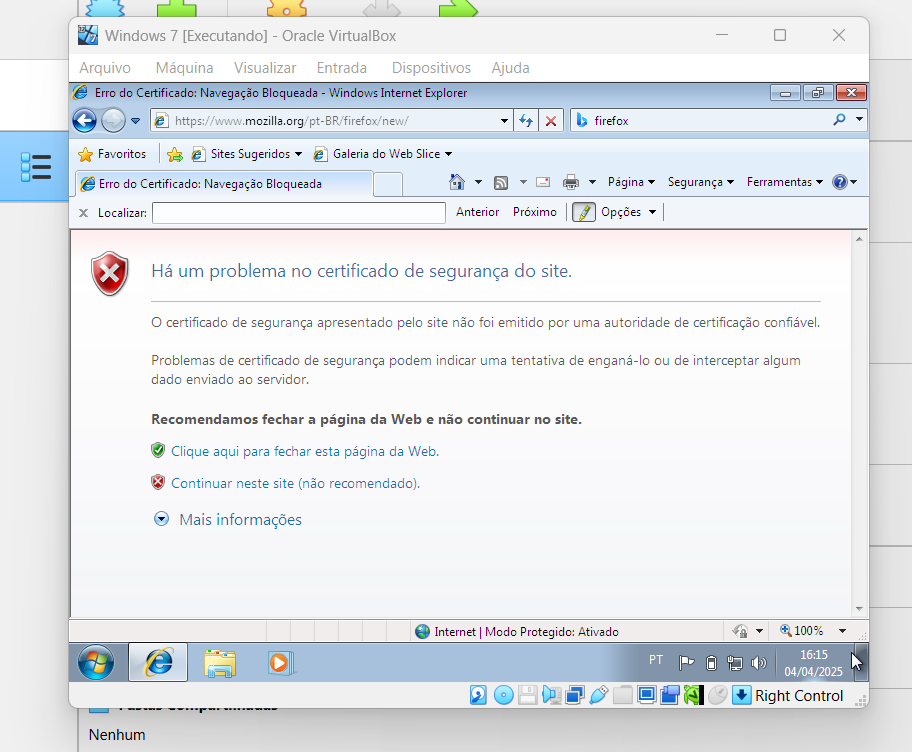 Windows 7 [Executando] - Oracle VirtualBox
Arquivo Máquina Visualizar Entrada Dispositivos Ajuda
Erro do Certificado: Navegação Bloqueada - Windows Internet Explorer
https://www.mozilla.org/pt-BR/firefox/new/ firefox
Favoritos Sites Sugeridos Galeria do Web Slice
Erro do Certificado: Navegação Bloqueada Página Segurança Ferramentas
x Localizar: Anterior Próximo Opções
Há um problema no certificado de segurança do site.
O certificado de segurança apresentado pelo site não foi emitido por uma autoridade de certificação confiável.
Problemas de certificado de segurança podem indicar uma tentativa de enganá-lo ou de interceptar algum
dado enviado ao servidor.
Recomendamos fechar a página da Web e não continuar no site.
Clique aqui para fechar esta página da Web.
Continuar neste site (não recomendado).
Mais informações
Internet | Modo Protegido: Ativado 100%
PT 16:15
04/04/2025
Right Control
Nenhum